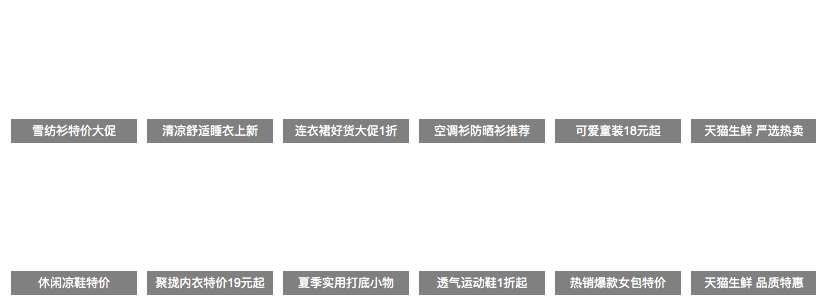 雪纺衫特价大促
清凉舒适睡衣上新
连衣裙好货大促1折
空调衫防晒衫推荐
可爱童装18元起
天猫生鲜 严选热卖
休闲凉鞋特价
聚拢内衣特价19元起
夏季实用打底小物
透气运动鞋1折起
热销爆款女包特价
天猫生鲜 品质特惠